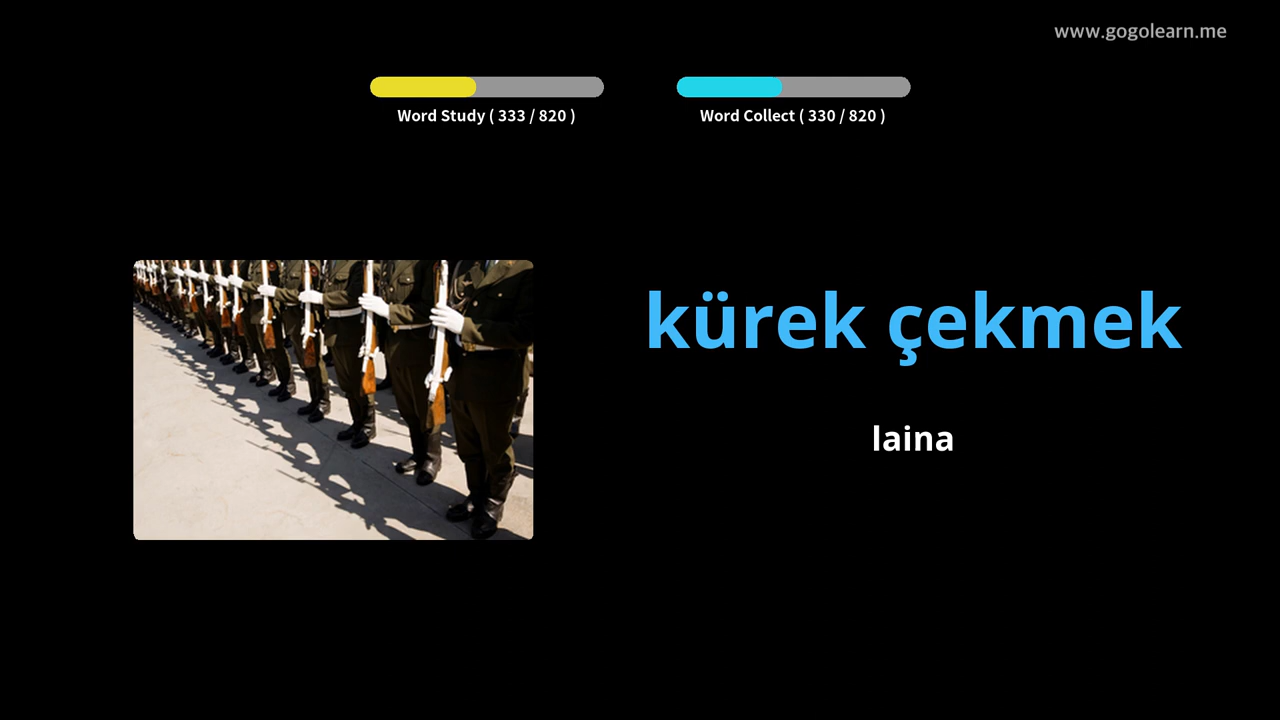 www.gogolearn.me
Word Study ( 333 / 820 )
Word Collect ( 330 / 820 )
kürek çekmek
laina